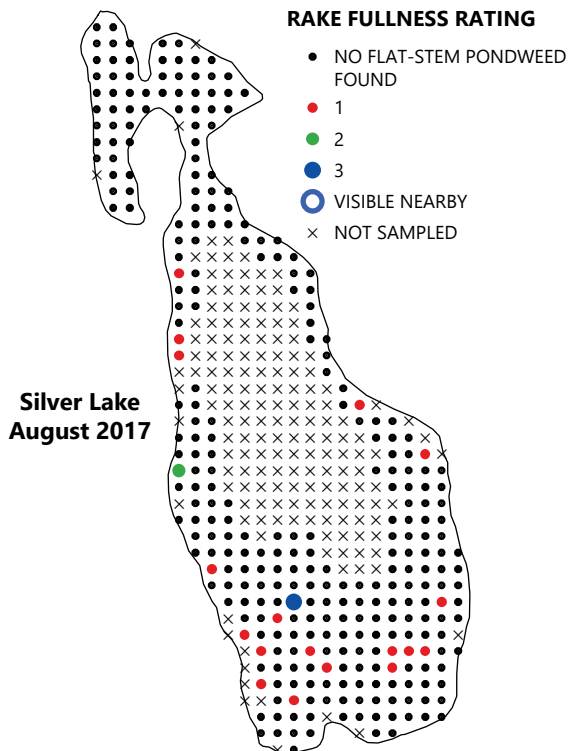 RAKE FULLNESS RATING
NO FLAT-STEM PONDWEED
FOUND
1
2
3
VISIBLE NEARBY
NOT SAMPLED
Silver Lake
August 2017